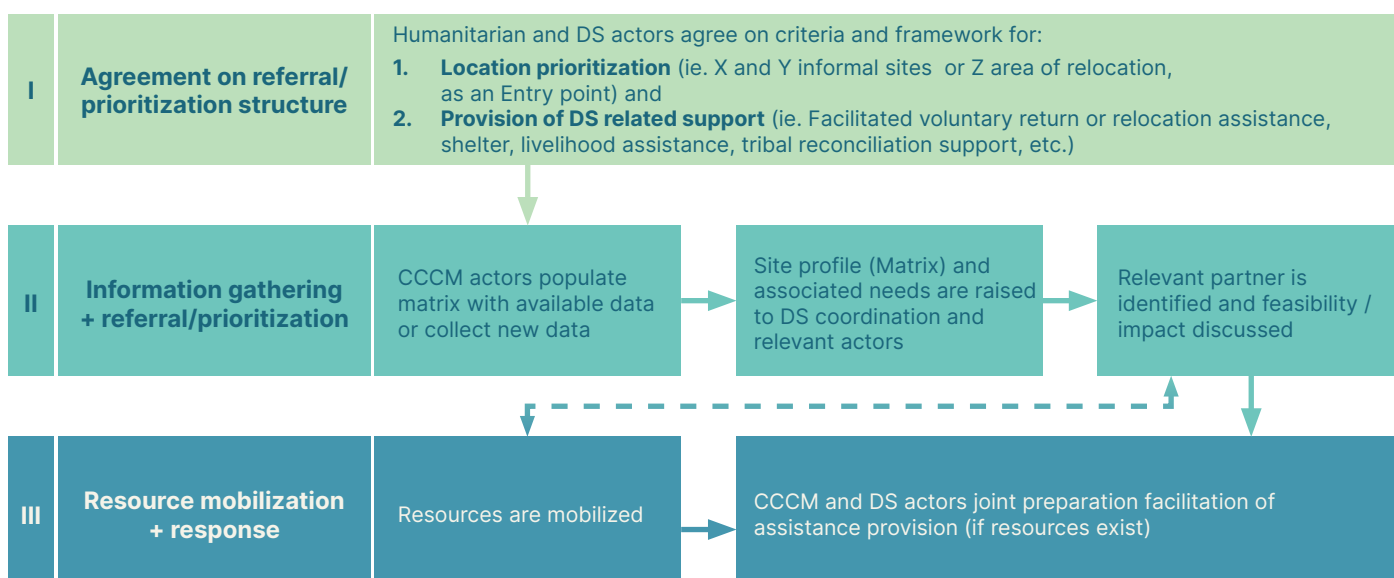 I
Agreement on referral/
prioritization structure
Humanitarian and DS actors agree on criteria and framework for:
1. Location prioritization (ie. X and Y informal sites or Z area of relocation,
as an Entry point) and
2. Provision of DS related support (ie. Facilitated voluntary return or relocation assistance,
shelter, livelihood assistance, tribal reconciliation support, etc.)
II
Information gathering
+ referral/prioritization
CCCM actors populate
matrix with available data
or collect new data
Site profile (Matrix) and
associated needs are raised
to DS coordination and
relevant actors
Relevant partner is
identified and feasibility /
impact discussed
III
Resource mobilization
+ response
Resources are mobilized
CCCM and DS actors joint preparation facilitation of
assistance provision (if resources exist)